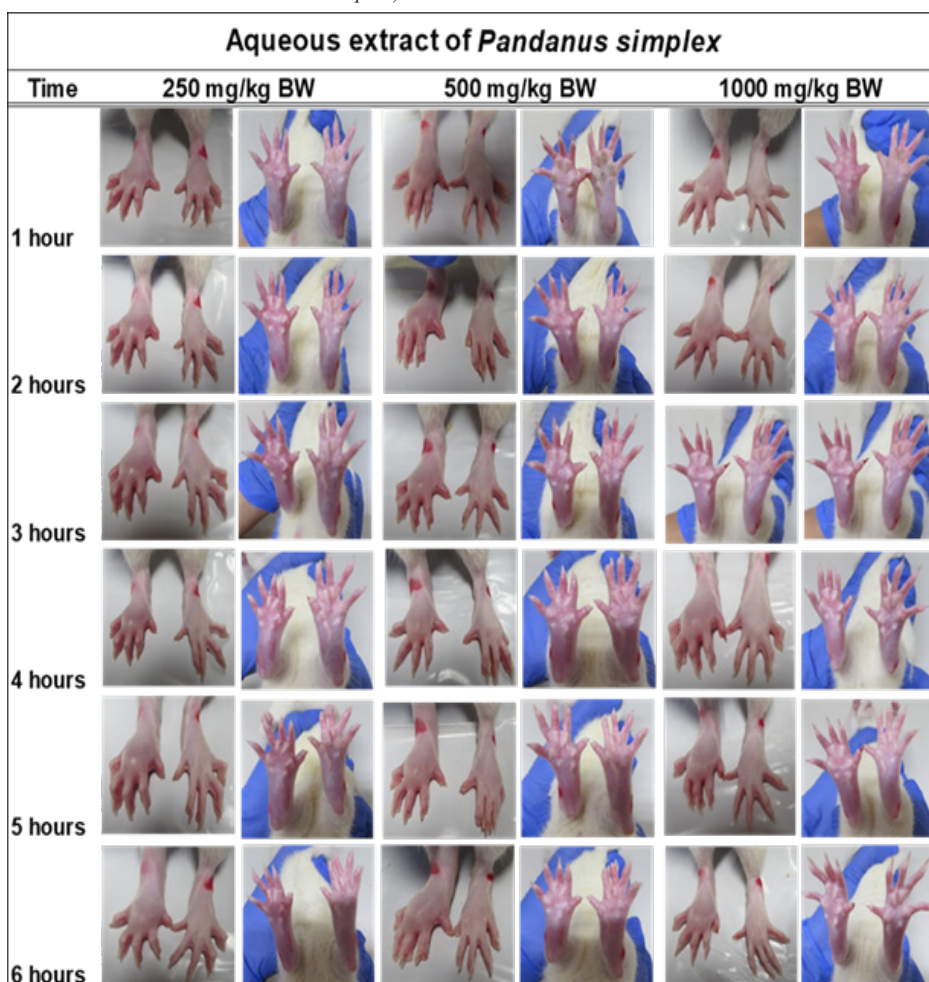 Aqueous extract of Pandanus simplex
Time 250 mg/kg BW 500 mg/kg BW 1000 mg/kg BW
1 hour
2 hours
3 hours
4 hours
5 hours
6 hours